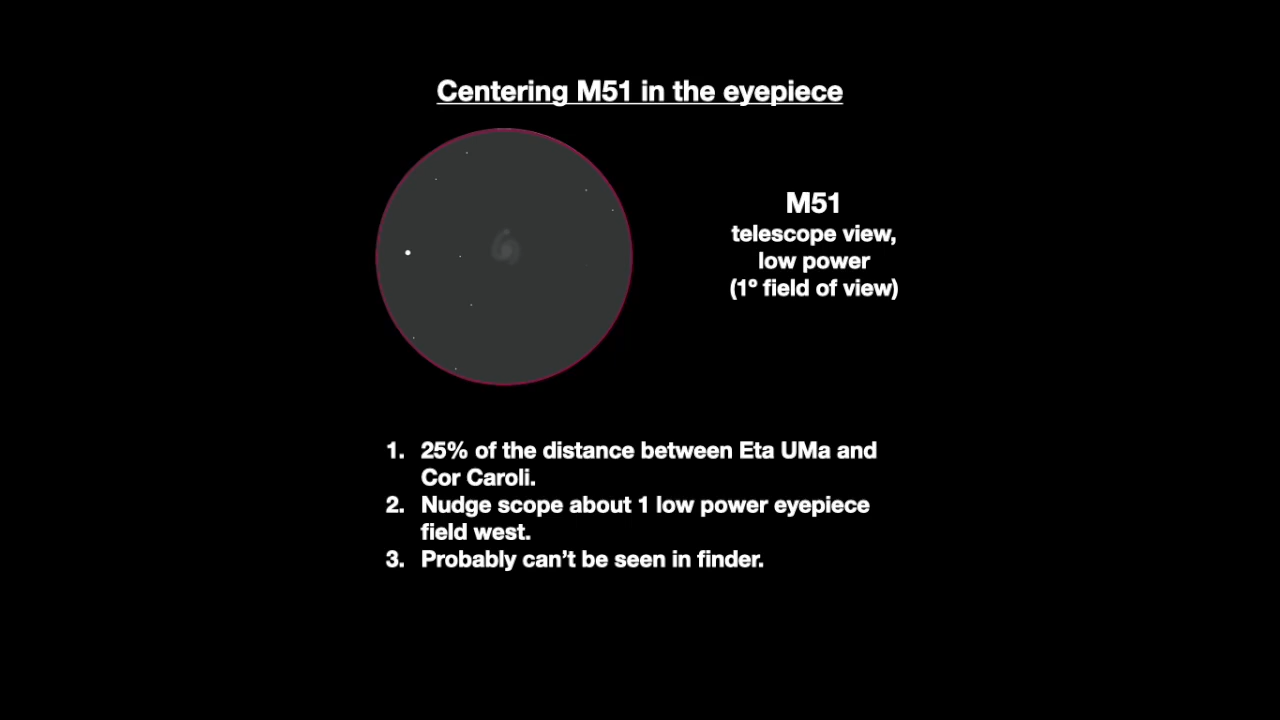 Centering M51 in the eyepiece
M51
telescope view,
low power
(1º field of view)
1. 25% of the distance between Eta UMa and
Cor Caroli.
2. Nudge scope about 1 low power eyepiece
field west.
3. Probably can’t be seen in finder.